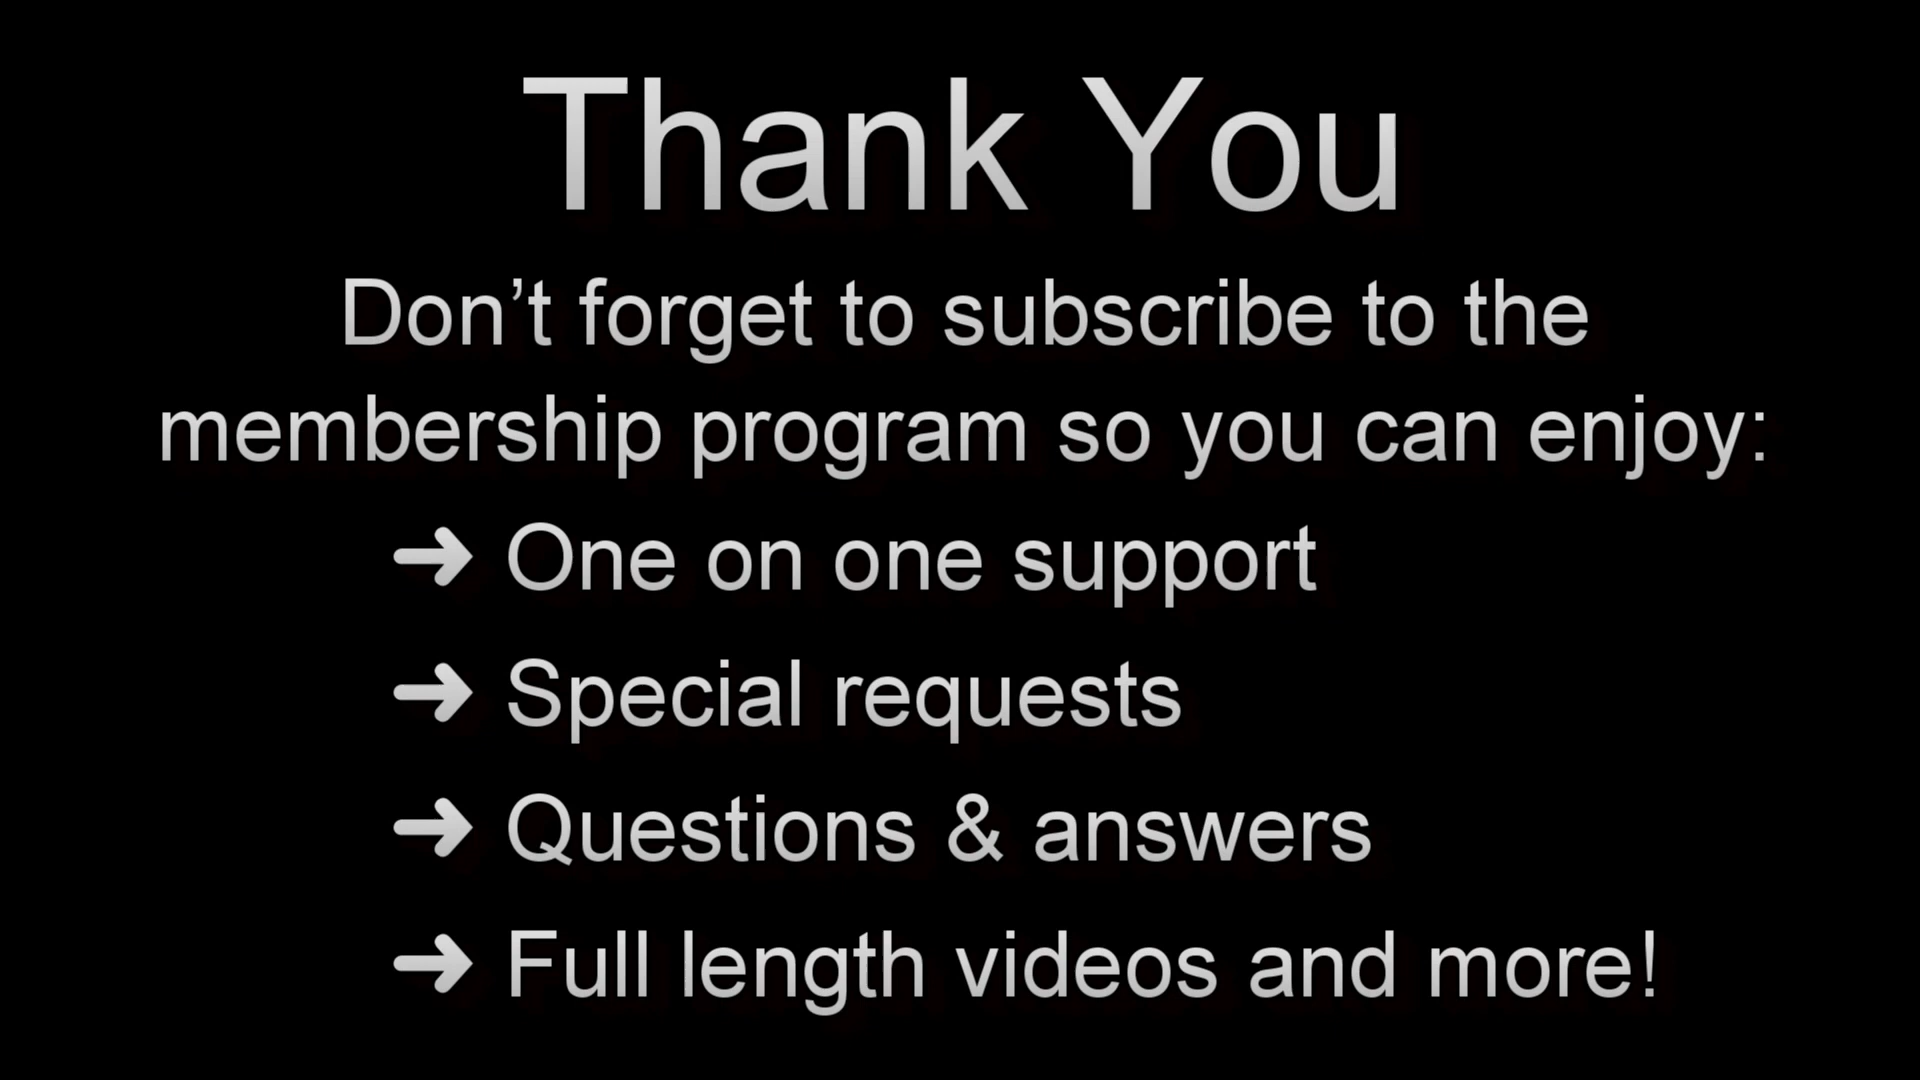 Thank You
Don’t forget to subscribe to the
membership program so you can enjoy:
➜ One on one support
➜ Special requests
➜ Questions & answers
➜ Full length videos and more!